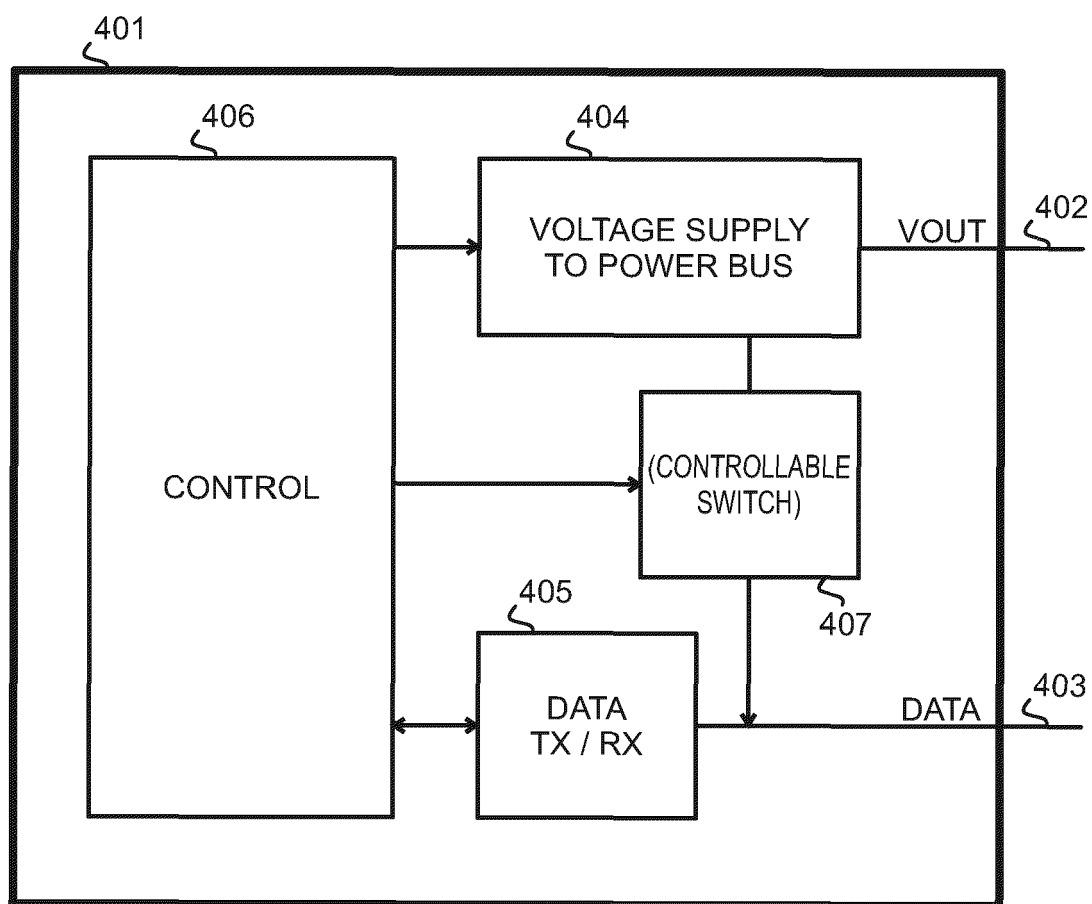 401
406
404
VOLTAGE SUPPLY
TO POWER BUS
VOUT
402
CONTROL
(CONTROLLABLE
SWITCH)
407
405
DATA
TX / RX
DATA
403